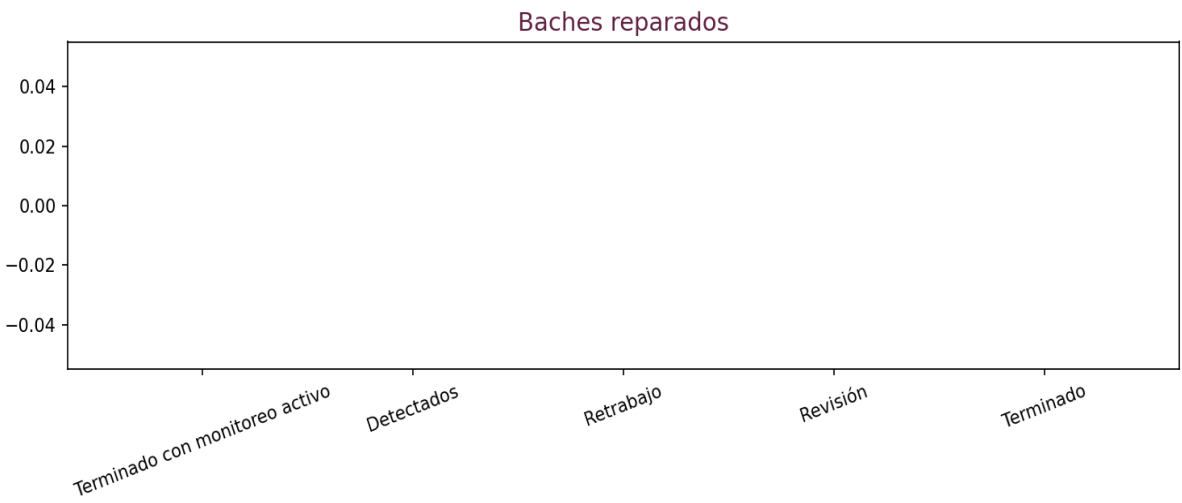 Baches reparados
0.04
0.02
0.00
−0.02
−0.04
Terminado con monitoreo activo
Detectados
Retrabajo
Revisión
Terminado